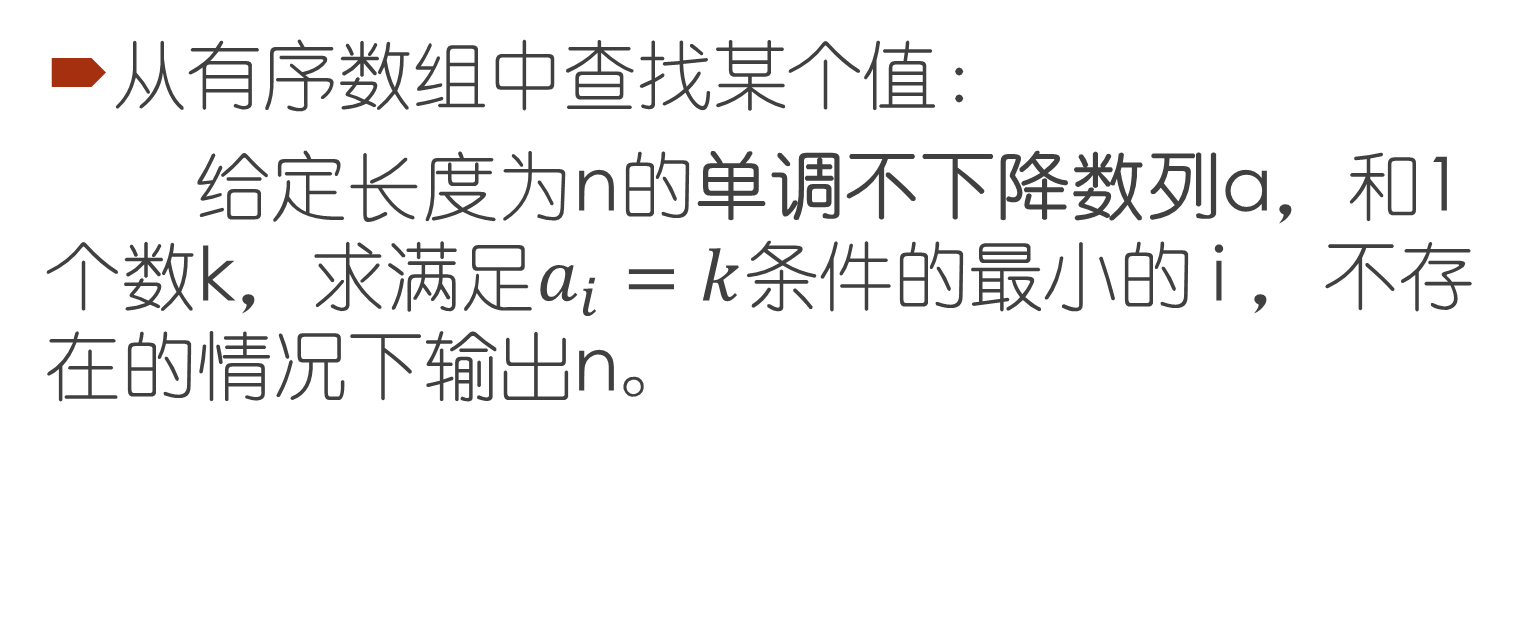 从有序数组中查找某个值：
给定长度为n的单调不下降数列a，和1
个数k，求满足aᵢ = k条件的最小的i，不存
在的情况下输出n。